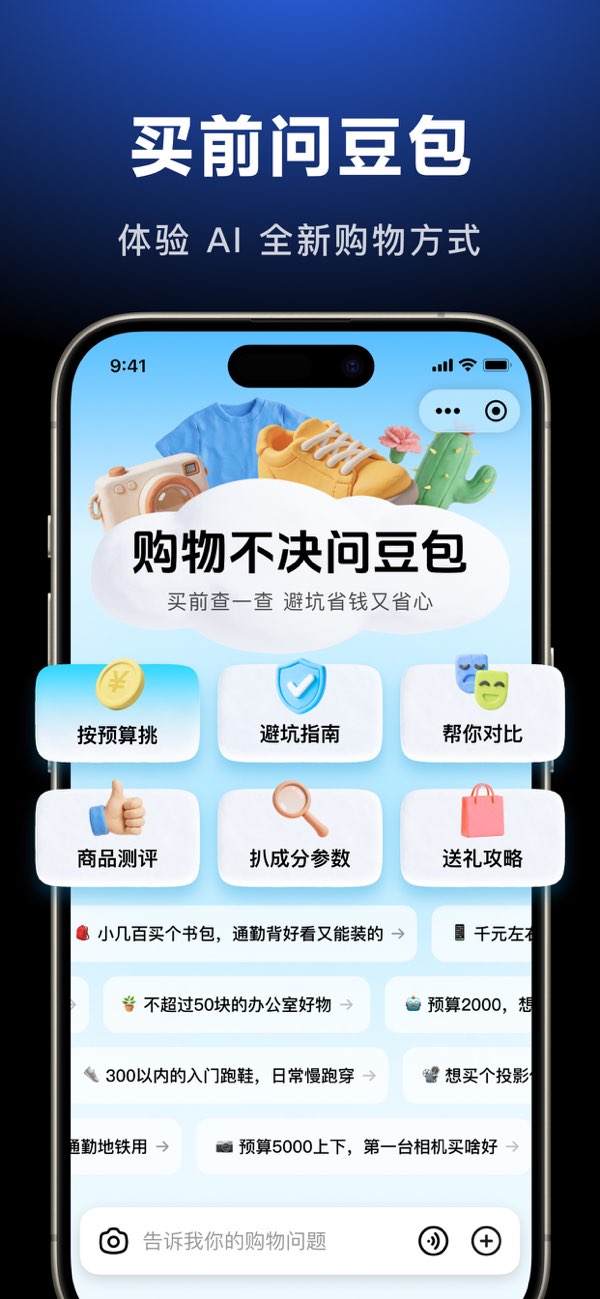 买前问豆包
体验 AI 全新购物方式
9:41
购物不决问豆包
买前查一查 避坑省钱又省心
¥
按预算挑
避坑指南
帮你对比
商品测评
扒成分参数
送礼攻略
小几百买个书包，通勤背好看又能装的 →
千元左
→
不超过50块的办公室好物 →
预算2000，想
300以内的入门跑鞋，日常慢跑穿 →
想买个投影
通勤地铁用 →
预算5000上下，第一台相机买啥好 →
告诉我你的购物问题